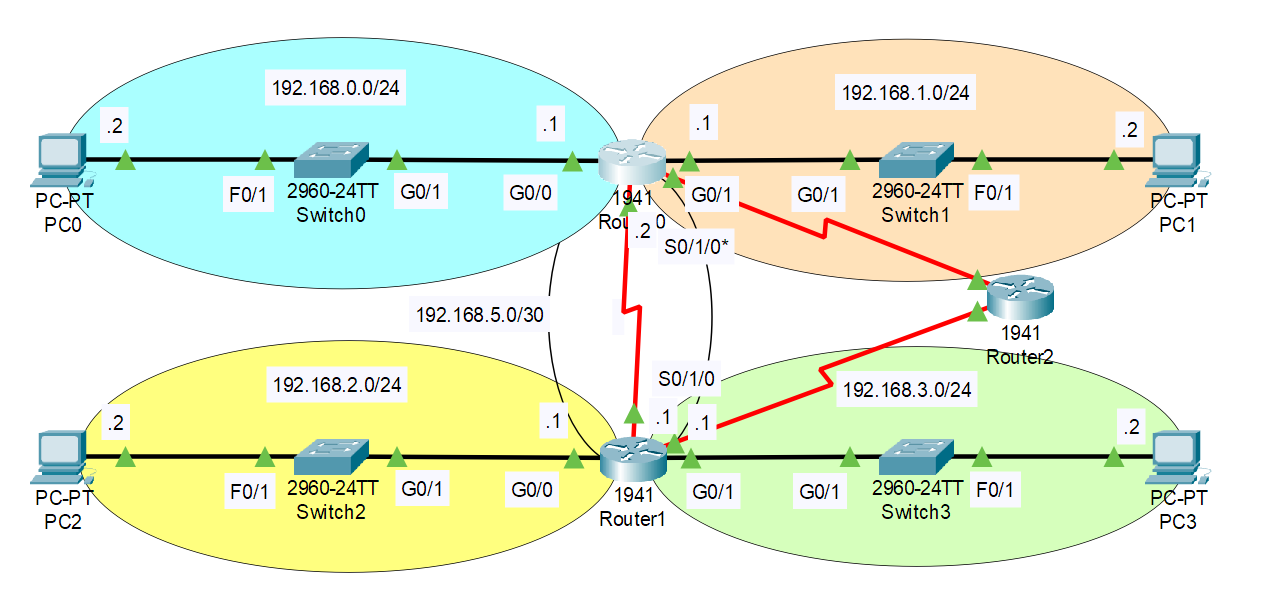 192.168.0.0/24
192.168.1.0/24
.2
.1
.1
.2
F0/1
2960-24TT
Switch0
G0/1
G0/0
1941
G0/1
G0/1
2960-24TT
Switch1
F0/1
PC-PT
PC0
PC-PT
PC1
.2
S0/1/0*
192.168.5.0/30
1941
Router2
192.168.2.0/24
S0/1/0
192.168.3.0/24
.2
.1
.1
.1
.2
F0/1
2960-24TT
Switch2
G0/1
G0/0
1941
Router1
G0/1
G0/1
2960-24TT
Switch3
F0/1
PC-PT
PC2
PC-PT
PC3